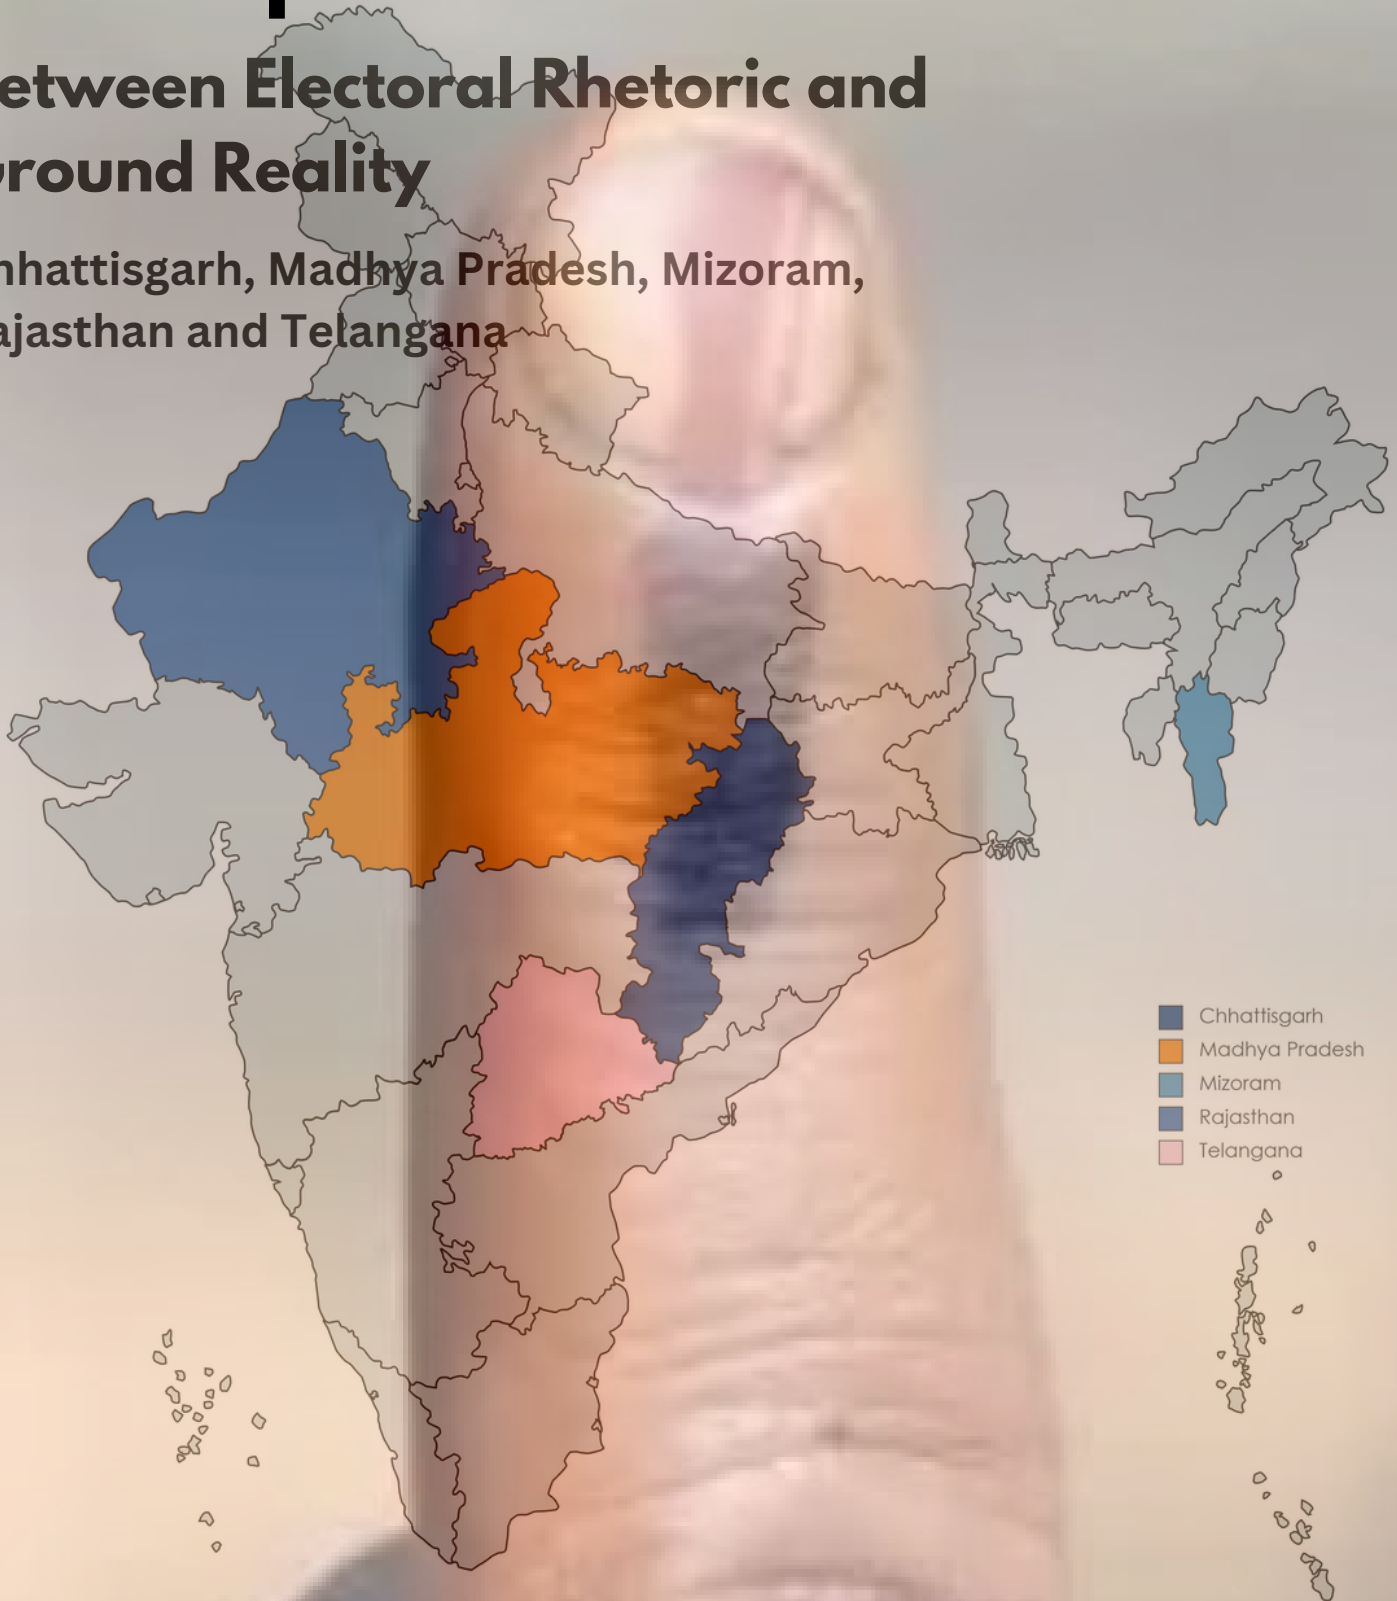 etween Electoral Rhetoric and
round Reality
hhattisgarh, Madhya Pradesh, Mizoram,
ajasthan and Telangana
Chhattisgarh
Madhya Pradesh
Mizoram
Rajasthan
Telangana